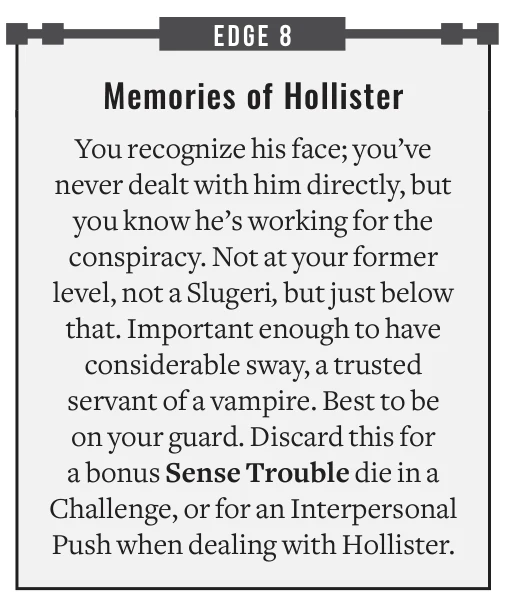 EDGE 8
Memories of Hollister
You recognize his face; you’ve
never dealt with him directly, but
you know he’s working for the
conspiracy. Not at your former
level, not a Slugeri, but just below
that. Important enough to have
considerable sway, a trusted
servant of a vampire. Best to be
on your guard. Discard this for
a bonus Sense Trouble die in a
Challenge, or for an Interpersonal
Push when dealing with Hollister.